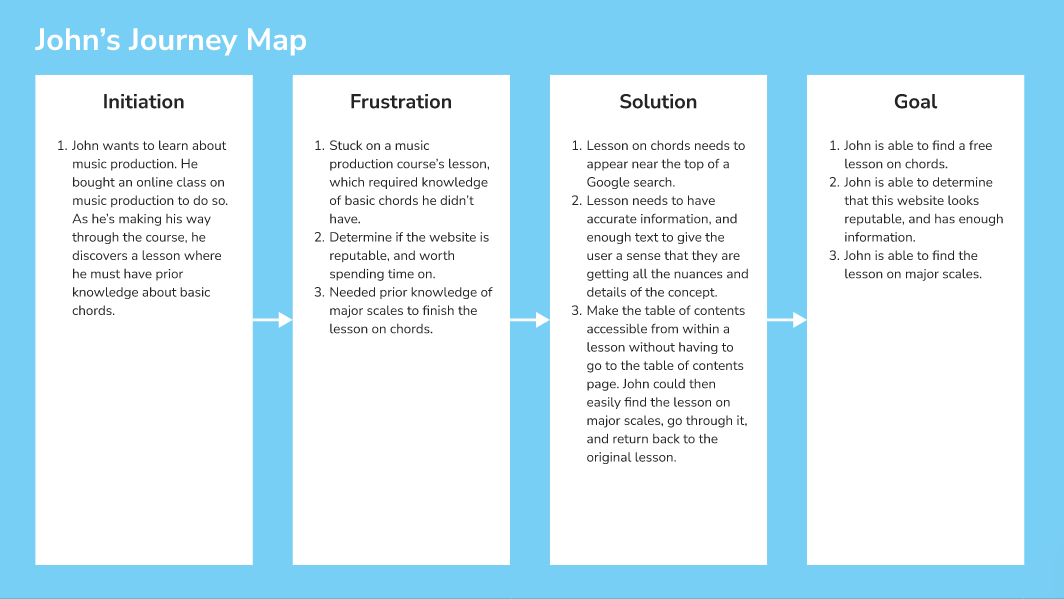 John's Journey Map
Initiation
1. John wants to learn about
music production. He
bought an online class on
music production to do so.
As he's making his way
through the course, he
discovers a lesson where
he must have prior
knowledge about basic
chords.
Frustration
1. Stuck on a music
production course's lesson,
which required knowledge
of basic chords he didn't
have.
2. Determine if the website is
reputable, and worth
spending time on.
3. Needed prior knowledge of
major scales to finish the
lesson on chords.
Solution
1. Lesson on chords needs to
appear near the top of a
Google search.
2. Lesson needs to have
accurate information, and
enough text to give the
user a sense that they are
getting all the nuances and
details of the concept.
3. Make the table of contents
accessible from within a
lesson without having to
go to the table of contents
page. John could then
easily find the lesson on
major scales, go through it,
and return back to the
original lesson.
Goal
1. John is able to find a free
lesson on chords.
2. John is able to determine
that this website looks
reputable, and has enough
information.
3. John is able to find the
lesson on major scales.